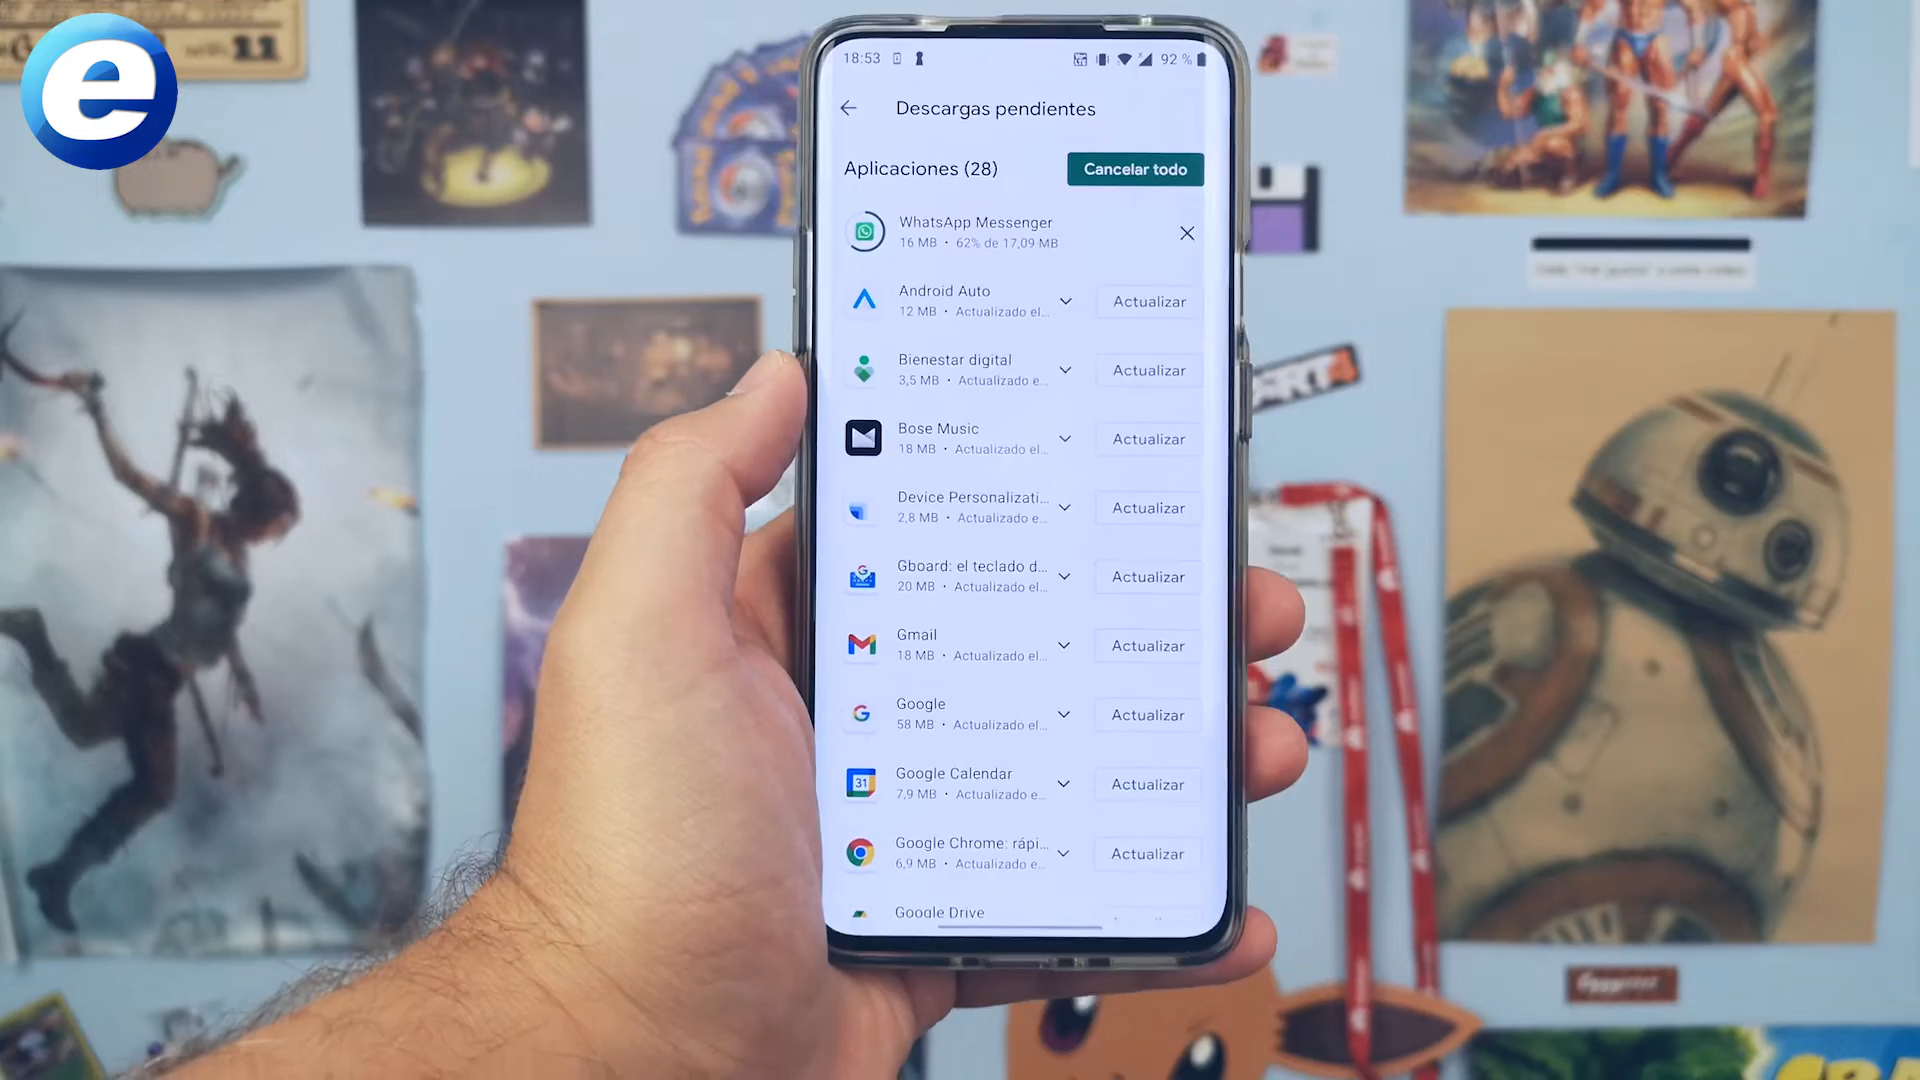 e
18:53
92 %
Descargas pendientes
Aplicaciones (28)
Cancelar todo
WhatsApp Messenger
16 MB • 62% de 17,09 MB
Android Auto
12 MB • Actualizado el...
Actualizar
Bienestar digital
3,5 MB • Actualizado e...
Actualizar
Bose Music
18 MB • Actualizado el...
Actualizar
Device Personalizati...
2,8 MB • Actualizado e...
Actualizar
Gboard: el teclado d...
20 MB • Actualizado el...
Actualizar
Gmail
18 MB • Actualizado el...
Actualizar
Google
58 MB • Actualizado el...
Actualizar
31
Google Calendar
7,9 MB • Actualizado e...
Actualizar
Google Chrome: rápi...
6,9 MB • Actualizado e...
Actualizar
Google Drive
11